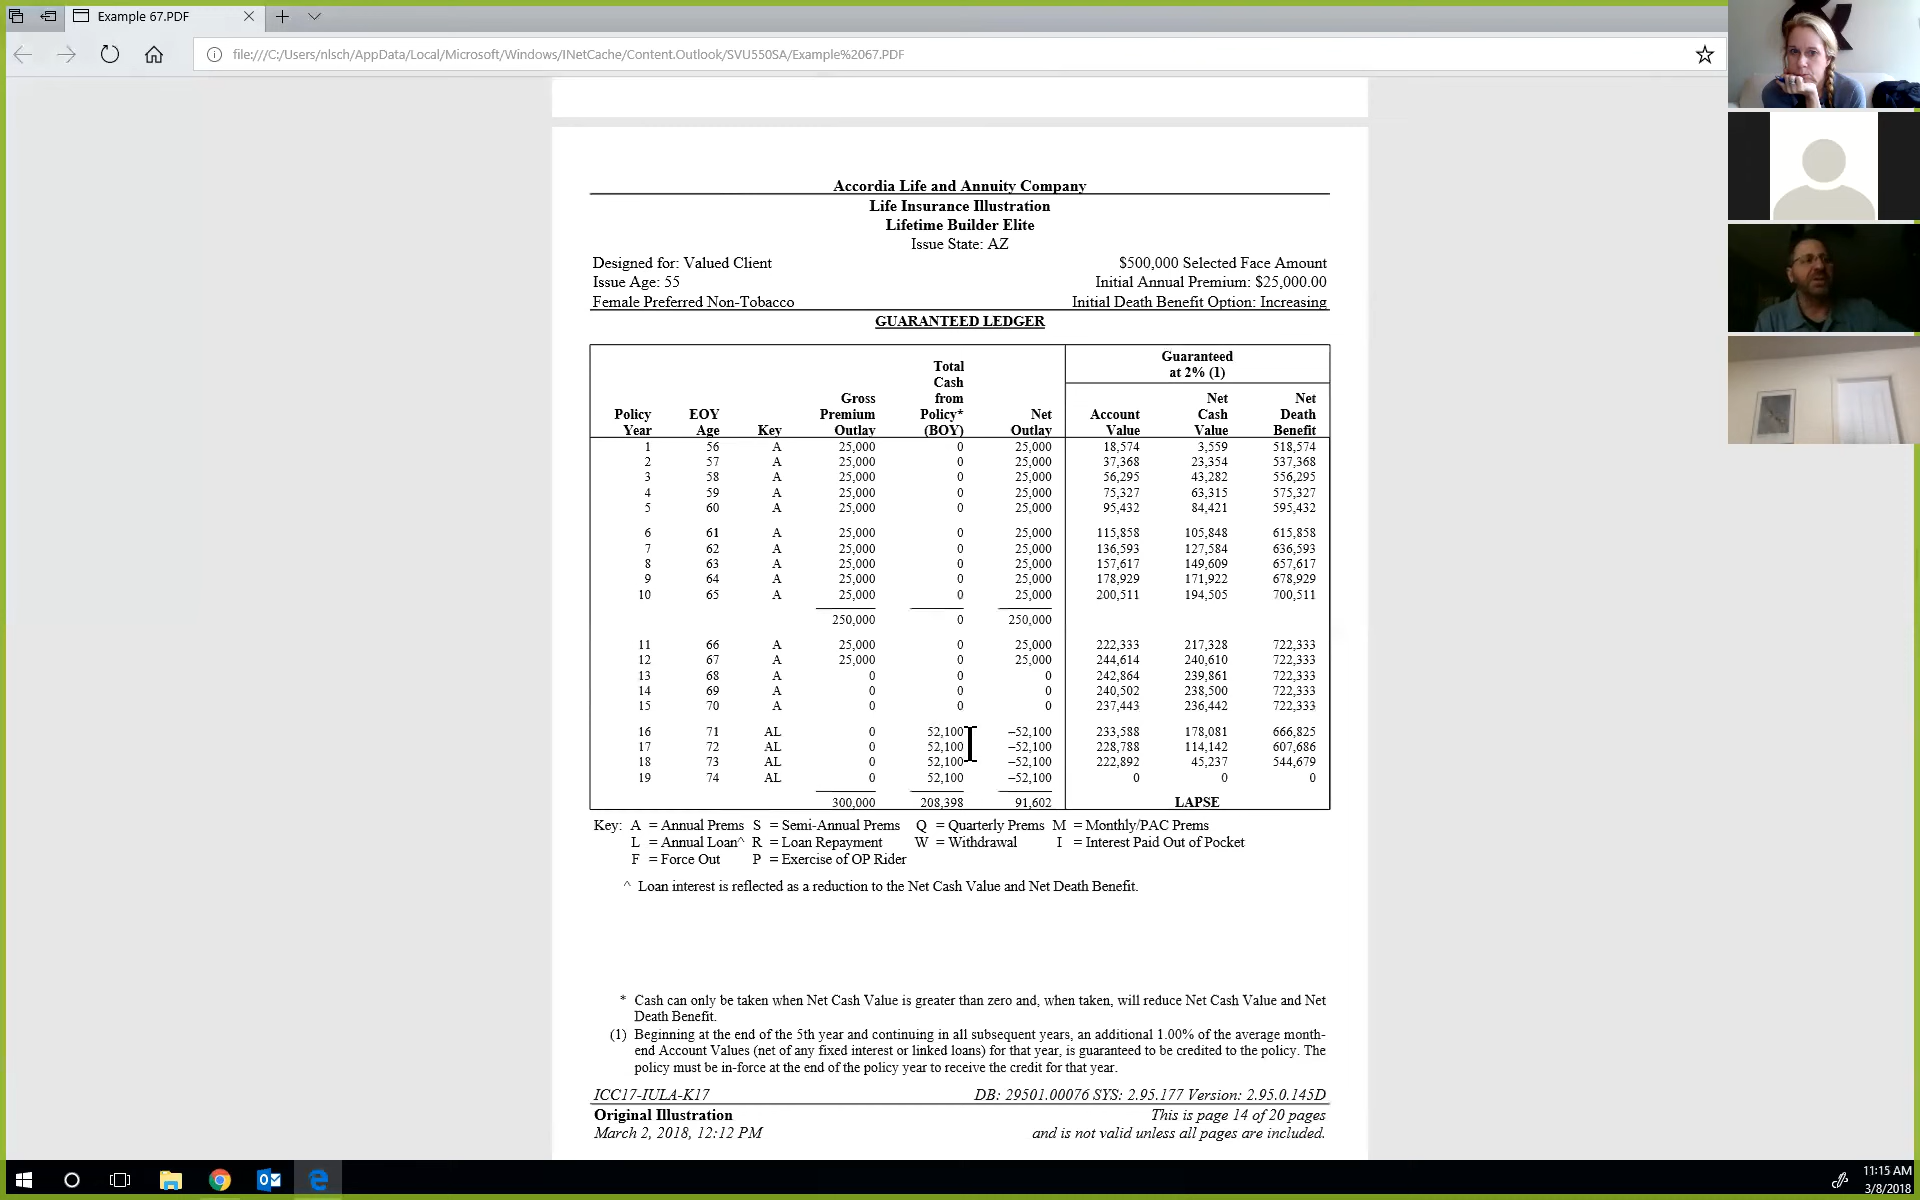 Example 67.PDF
file:///C:/Users/nlsch/AppData/Local/Microsoft/Windows/INetCache/Content.Outlook/SVU550SA/Example%2067.PDF
Accordia Life and Annuity Company
Life Insurance Illustration
Lifetime Builder Elite
Issue State: AZ
Designed for: Valued Client $500,000 Selected Face Amount
Issue Age: 55 Initial Annual Premium: $25,000.00
Female Preferred Non-Tobacco Initial Death Benefit Option: Increasing
GUARANTEED LEDGER
Guaranteed
at 2% (1)
Total
Cash
Gross from Net Net
Policy EOY Premium Policy* Net Account Cash Death
Year Age Key Outlay (BOY) Outlay Value Value Benefit
1 56 A 25,000 0 25,000 18,574 3,559 518,574
2 57 A 25,000 0 25,000 37,368 23,354 537,368
3 58 A 25,000 0 25,000 56,295 43,282 556,295
4 59 A 25,000 0 25,000 75,327 63,315 575,327
5 60 A 25,000 0 25,000 95,432 84,421 595,432
6 61 A 25,000 0 25,000 115,858 105,848 615,858
7 62 A 25,000 0 25,000 136,593 127,584 636,593
8 63 A 25,000 0 25,000 157,617 149,609 657,617
9 64 A 25,000 0 25,000 178,929 171,922 678,929
10 65 A 25,000 0 25,000 200,511 194,505 700,511
250,000 0 250,000
11 66 A 25,000 0 25,000 222,333 217,328 722,333
12 67 A 25,000 0 25,000 244,614 240,610 722,333
13 68 A 0 0 0 242,864 239,861 722,333
14 69 A 0 0 0 240,502 238,500 722,333
15 70 A 0 0 0 237,443 236,442 722,333
16 71 AL 0 52,100 –52,100 233,588 178,081 666,825
17 72 AL 0 52,100 –52,100 228,788 114,142 607,686
18 73 AL 0 52,100 –52,100 222,892 45,237 544,679
19 74 AL 0 52,100 –52,100 0 0 0
300,000 208,398 91,602 LAPSE
Key: A = Annual Prems S = Semi-Annual Prems Q = Quarterly Prems M = Monthly/PAC Prems
L = Annual Loan^ R = Loan Repayment W = Withdrawal I = Interest Paid Out of Pocket
F = Force Out P = Exercise of OP Rider
^ Loan interest is reflected as a reduction to the Net Cash Value and Net Death Benefit.
* Cash can only be taken when Net Cash Value is greater than zero and, when taken, will reduce Net Cash Value and Net
Death Benefit.
(1) Beginning at the end of the 5th year and continuing in all subsequent years, an additional 1.00% of the average month-
end Account Values (net of any fixed interest or linked loans) for that year, is guaranteed to be credited to the policy. The
policy must be in-force at the end of the policy year to receive the credit for that year.
ICC17-IULA-K17 DB: 29501.00076 SYS: 2.95.177 Version: 2.95.0.145D
Original Illustration This is page 14 of 20 pages
March 2, 2018, 12:12 PM and is not valid unless all pages are included.
11:15 AM
3/8/2018